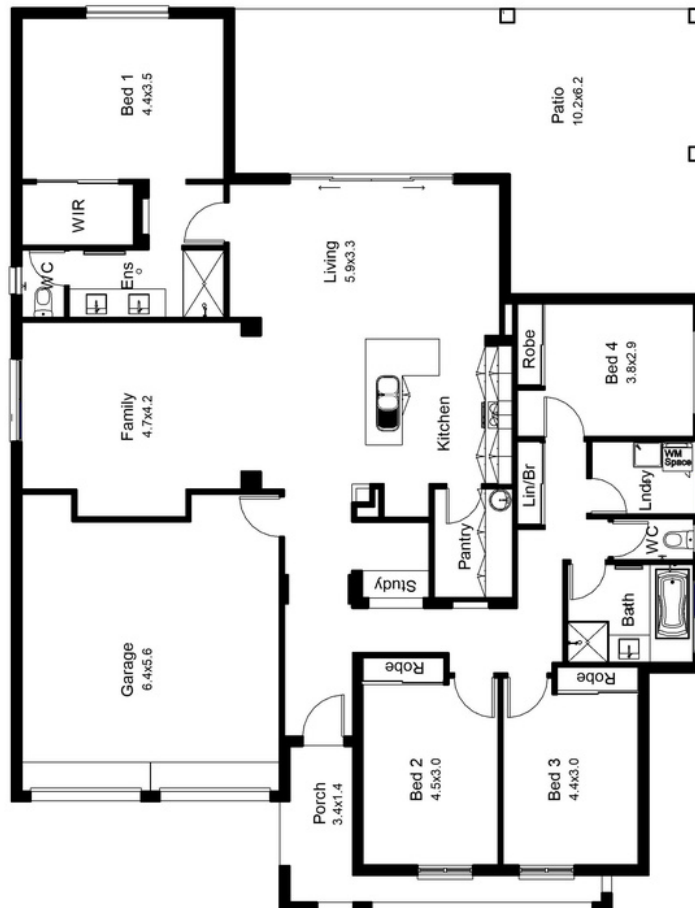 Bed 1
4.4x3.5
Patio
10.2x6.2
WIR
WC
Ens
Living
5.9x3.3
Robe
Bed 4
3.8x2.9
Family
4.7x4.2
Kitchen
Lin/Br
WM
Space
Lndry
Pantry
WC
Study
Bath
Garage
6.4x5.6
Robe
Robe
Porch
3.4x1.4
Bed 2
4.5x3.0
Bed 3
4.4x3.0